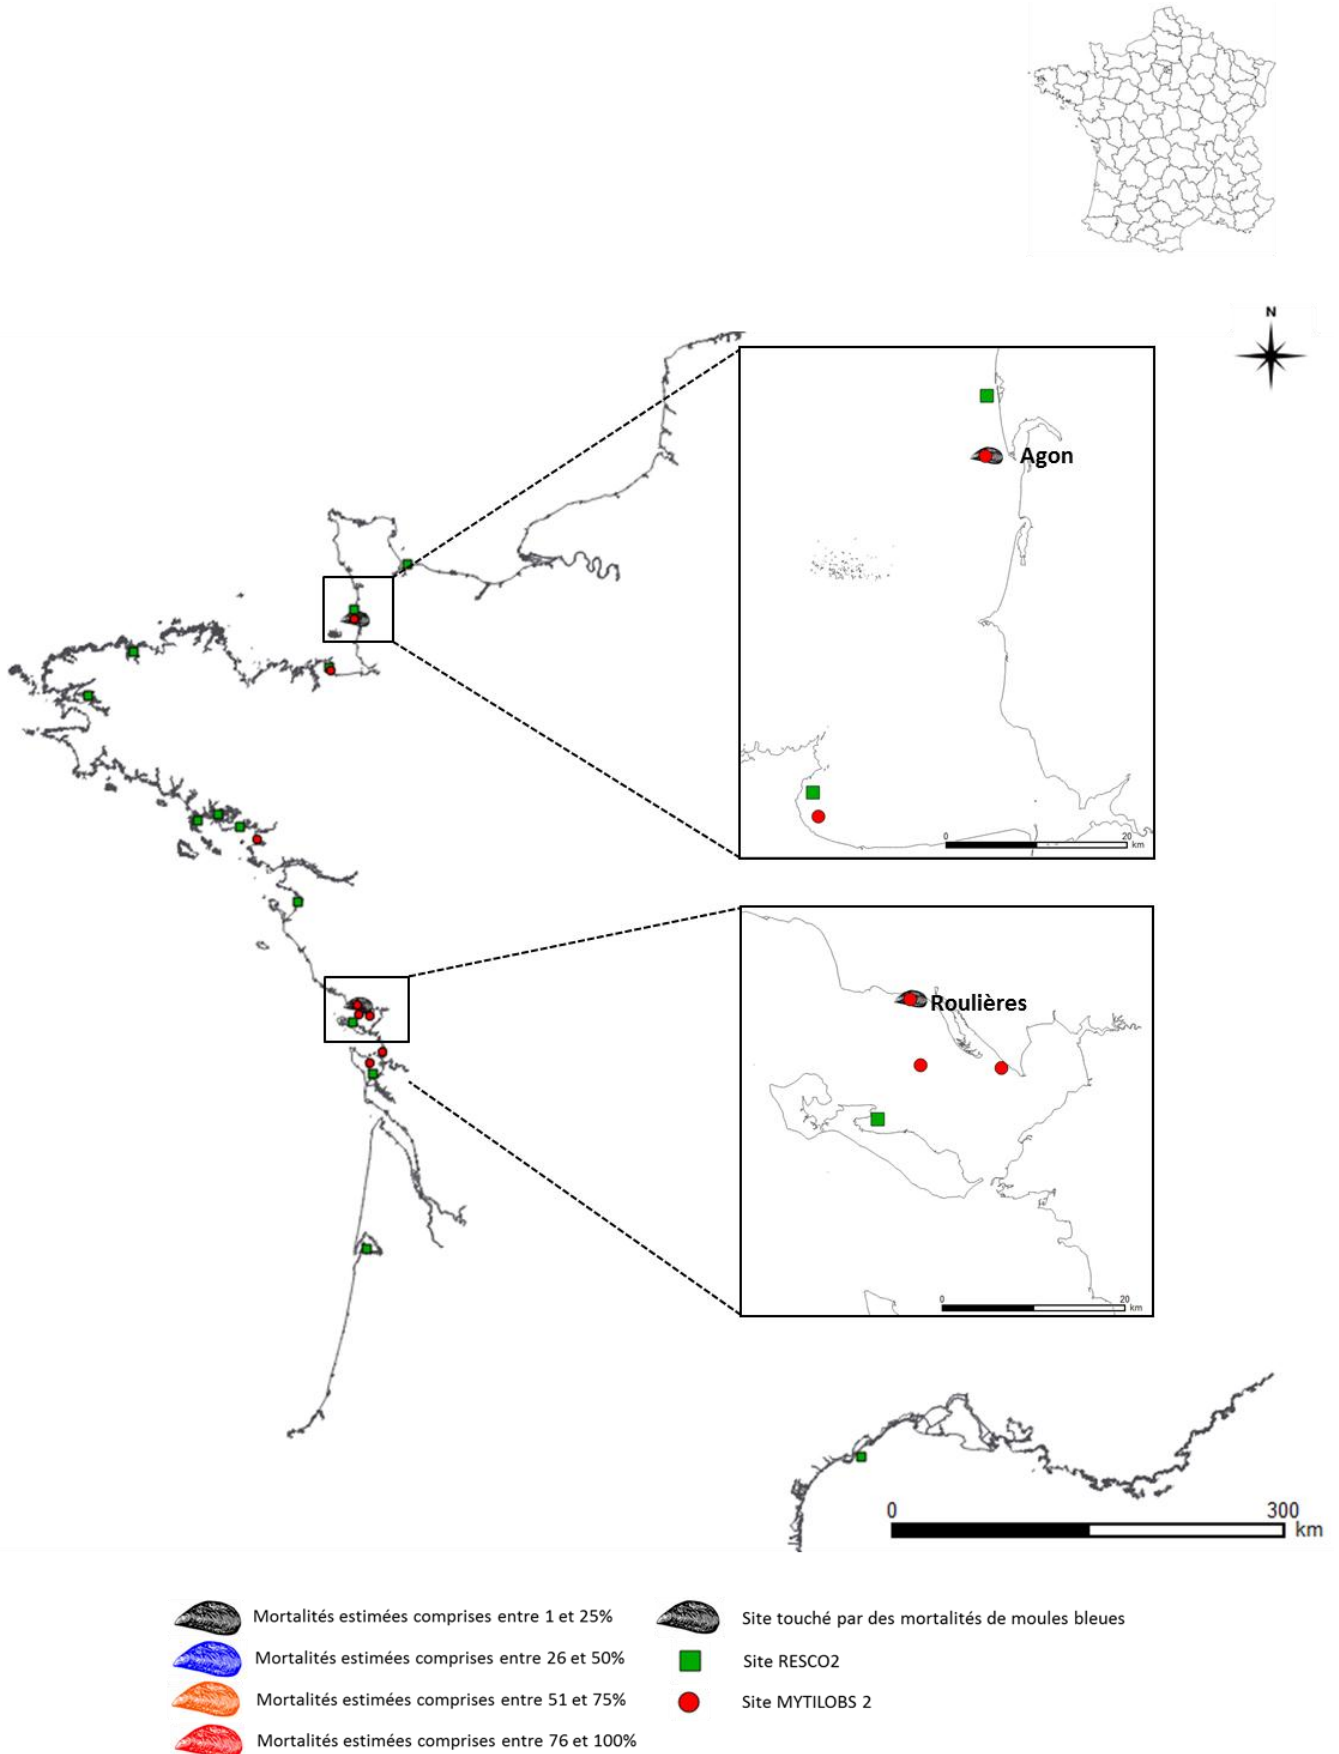 N
Agon
0 20
km
Roulières
0 20
km
0 300
km
Mortalités estimées comprises entre 1 et 25%
Mortalités estimées comprises entre 26 et 50%
Mortalités estimées comprises entre 51 et 75%
Mortalités estimées comprises entre 76 et 100%
Site touché par des mortalités de moules bleues
Site RESCO2
Site MYTILOBS 2